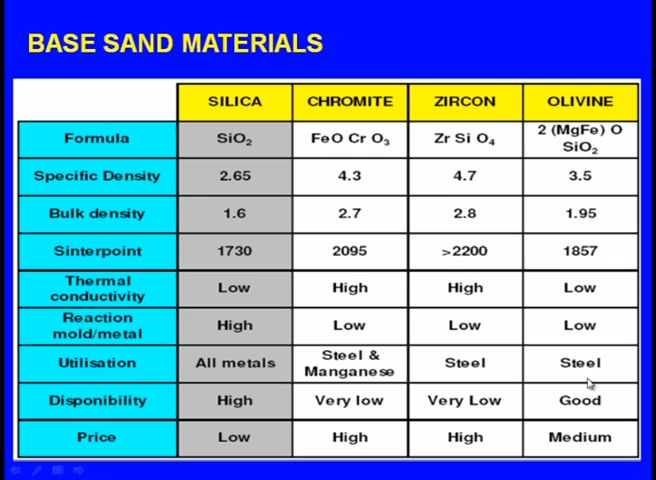 BASE SAND MATERIALS
SILICA CHROMITE ZIRCON OLIVINE
Formula SiO₂ FeO Cr O₃ Zr Si O₄ 2 (MgFe) O SiO₂
Specific Density 2.65 4.3 4.7 3.5
Bulk density 1.6 2.7 2.8 1.95
Sinterpoint 1730 2095 >2200 1857
Thermal conductivity Low High High Low
Reaction mold/metal High Low Low Low
Utilisation All metals Steel & Manganese Steel Steel
Disponibility High Very low Very Low Good
Price Low High High Medium